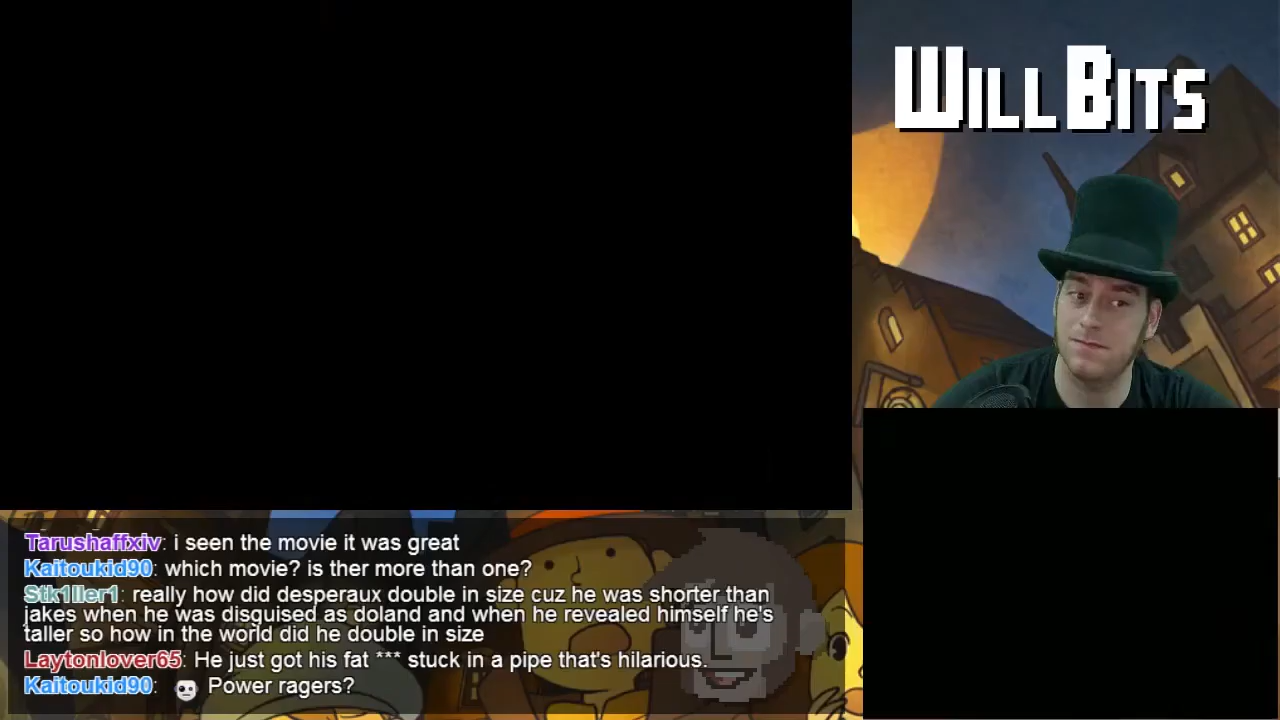 WILL BITS
Tarushaffxiv: i seen the movie it was great
Kaitoukid90: which movie? is ther more than one?
Stk1ller1: really how did desperaux double in size cuz he was shorter than
jakes when he was disguised as doland and when he revealed himself he's
taller so how in the world did he double in size
Laytonlover65: He just got his fat *** stuck in a pipe that's hilarious.
Kaitoukid90: Power ragers?